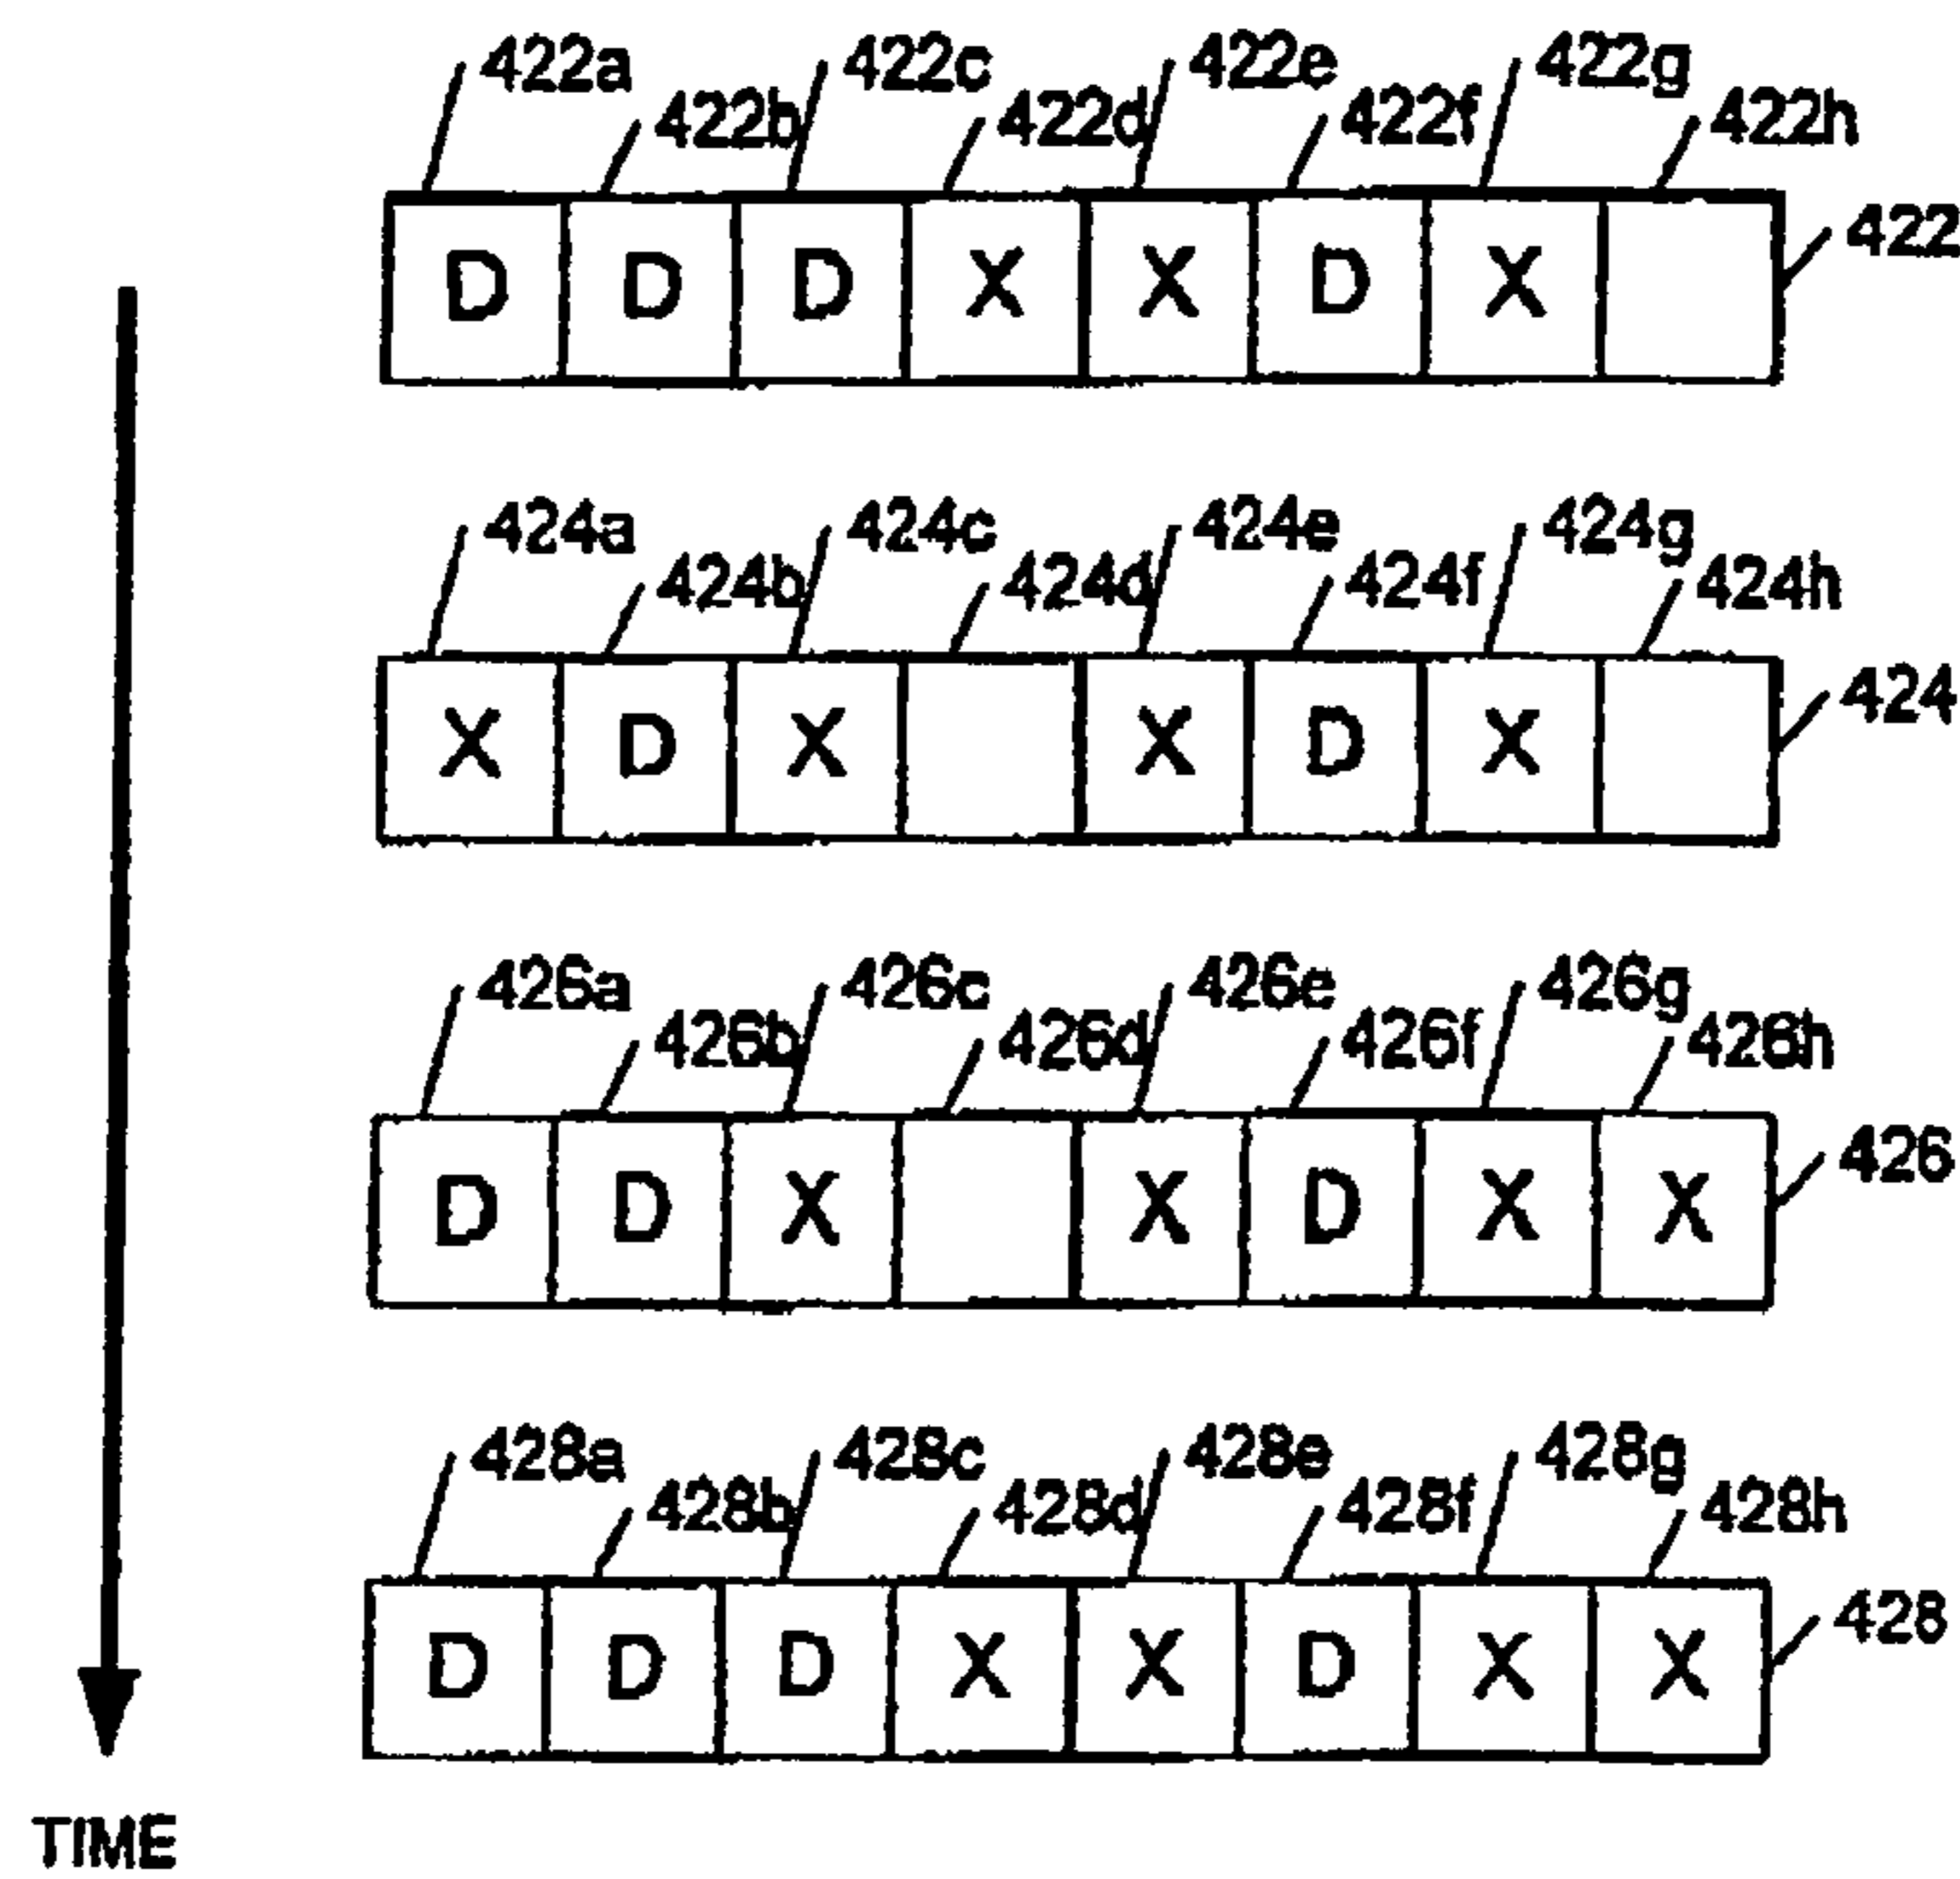 422a 422c 422e 422g
422b 422d 422f 422h
422
D D D X X D X
424a 424c 424e 424g
424b 424d 424f 424h
424
X D X X D X
426a 426c 426e 426g
426b 426d 426f 426h
426
D D X X D X X
428a 428c 428e 428g
428b 428d 428f 428h
428
D D D X X D X X
TIME